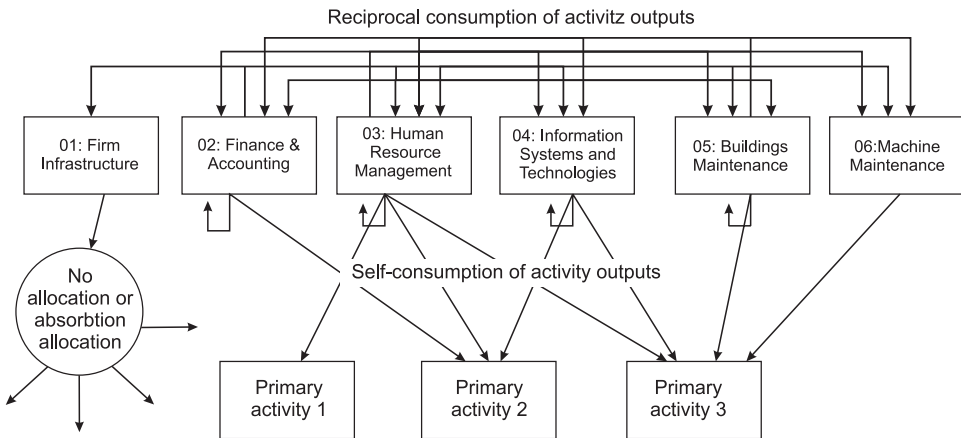 Reciprocal consumption of activitz outputs
01: Firm
Infrastructure
02: Finance &
Accounting
03: Human
Resource
Management
04: Information
Systems and
Technologies
05: Buildings
Maintenance
06:Machine
Maintenance
Self-consumption of activity outputs
No
allocation or
absorbtion
allocation
Primary
activity 1
Primary
activity 2
Primary
activity 3